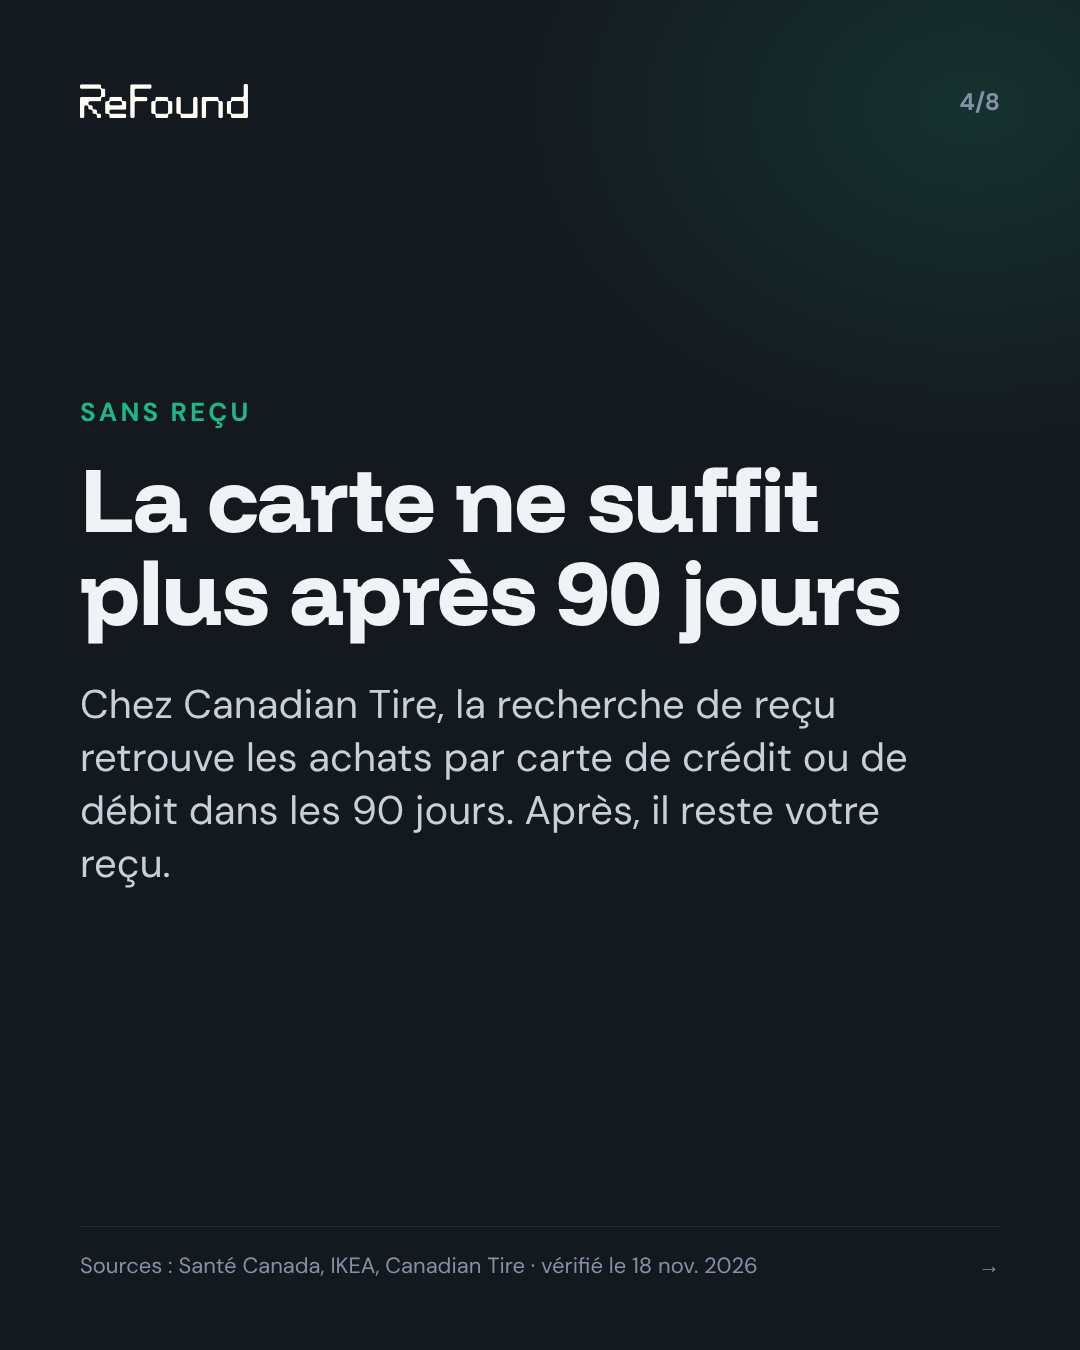 ReFound
4/8
SANS REÇU
La carte ne suffit
plus après 90 jours
Chez Canadian Tire, la recherche de reçu
retrouve les achats par carte de crédit ou de
débit dans les 90 jours. Après, il reste votre
reçu.
Sources : Santé Canada, IKEA, Canadian Tire · vérifié le 18 nov. 2026 →